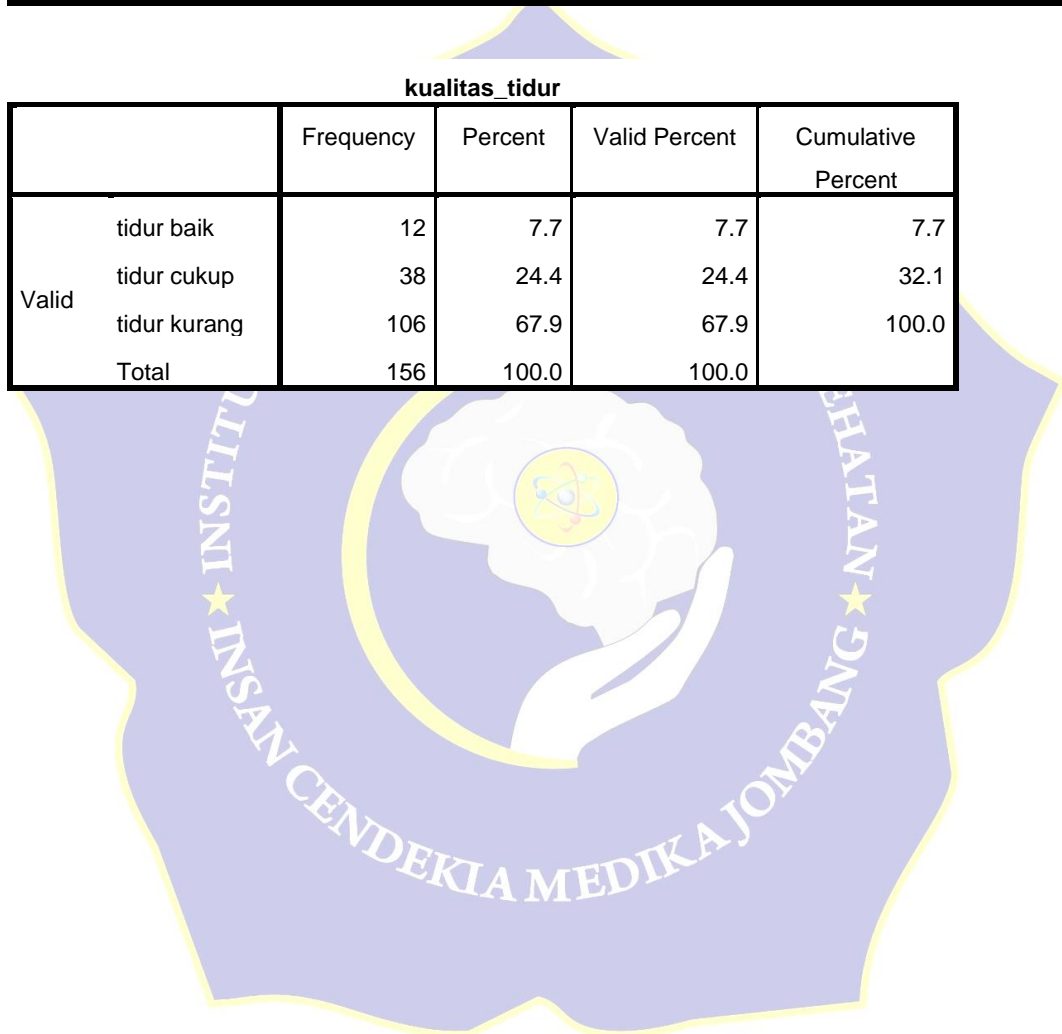 kualitas_tidur
Frequency Percent Valid Percent Cumulative Percent
Valid tidur baik 12 7.7 7.7 7.7
tidur cukup 38 24.4 24.4 32.1
tidur kurang 106 67.9 67.9 100.0
Total 156 100.0 100.0
★ INSAN CENDEKIA MEDIKA JOMBANG ★